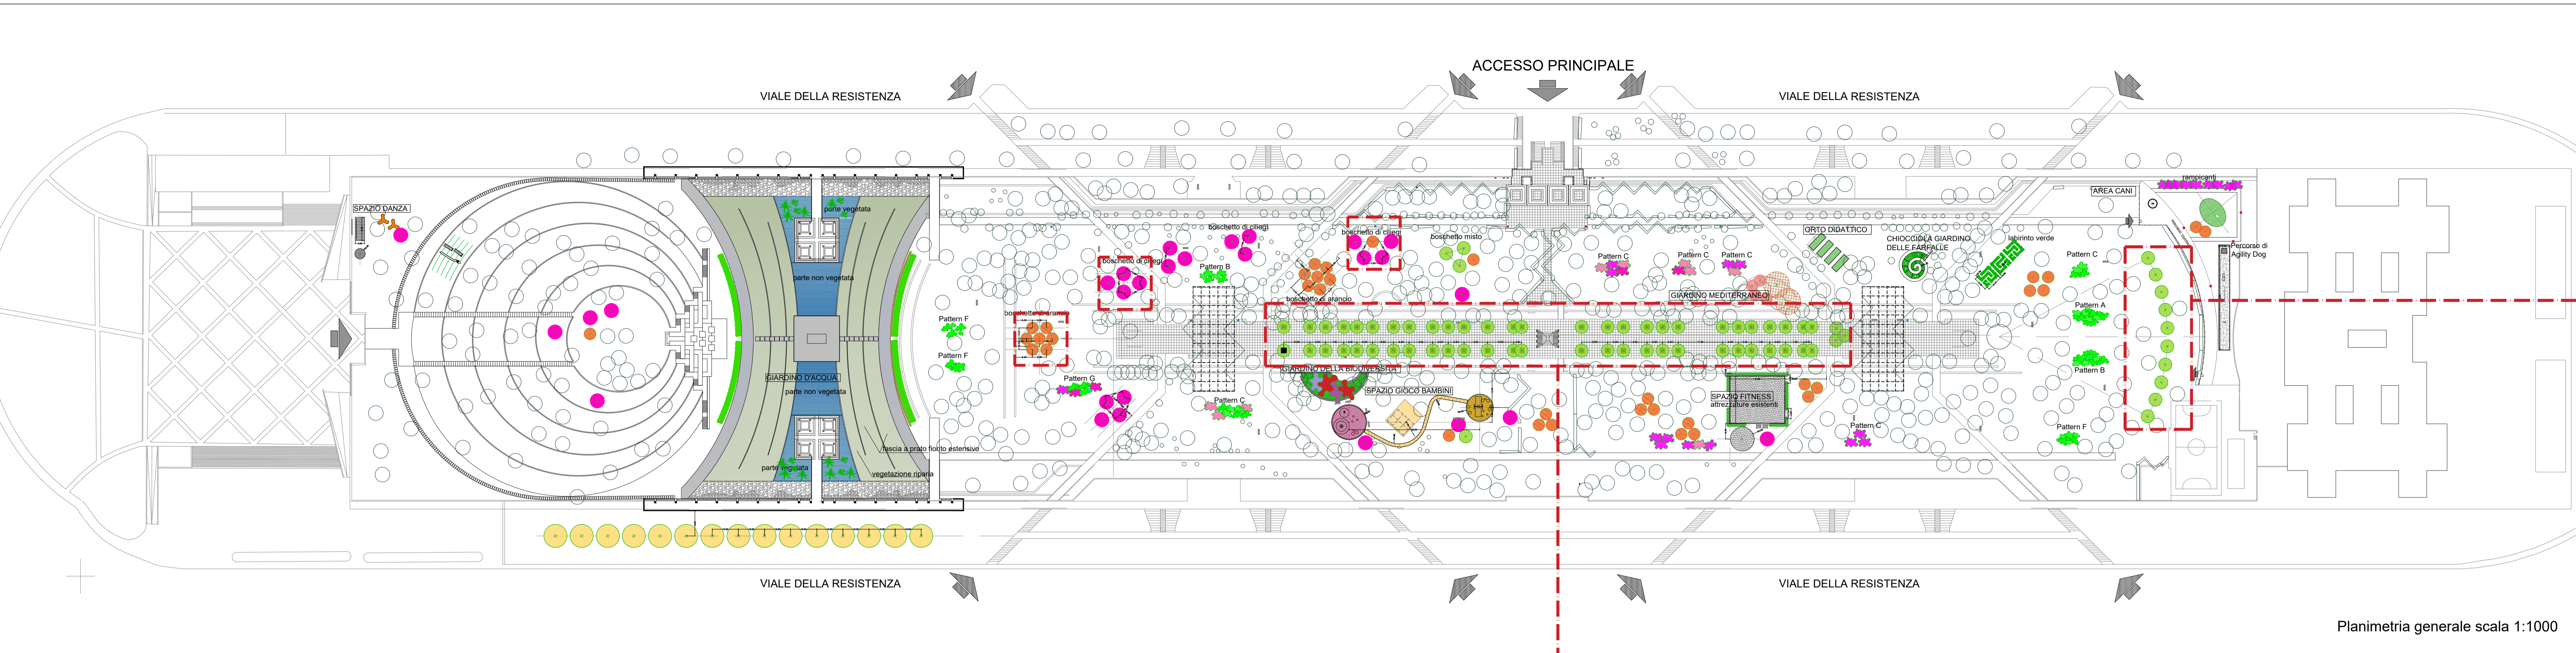 ACCESSO PRINCIPALE
VIALE DELLA RESISTENZA
VIALE DELLA RESISTENZA
rampicanti
AREA CANI
SPAZIO DANZA
parte vegetata
boschetto di ciliegi
boschetto di ciliegi
boschetto misto
ORTO DIDATTICO
CHIOCCIOLA GIARDINO
DELLE FARFALLE
labirinto verde
Percorso di
Agility Dog
boschetto di ciliegi
Pattern B
Pattern C
Pattern C
Pattern C
Pattern C
parte non vegetata
boschetto di arancio
GIARDINO MEDITERRANEO
Pattern A
boschetto di arancio
Pattern F
Pattern F
GIARDINO D'ACQUA
parte non vegetata
Pattern G
Pattern C
GIARDINO DELLA BIODIVERSITA'
SPAZIO GIOCO BAMBINI
SPAZIO FITNESS
attrezzature esistenti
Pattern B
Pattern C
Pattern F
fascia a prato fiorito estensivo
parte vegetata
vegetazione riparia
VIALE DELLA RESISTENZA
VIALE DELLA RESISTENZA
Planimetria generale scala 1:1000